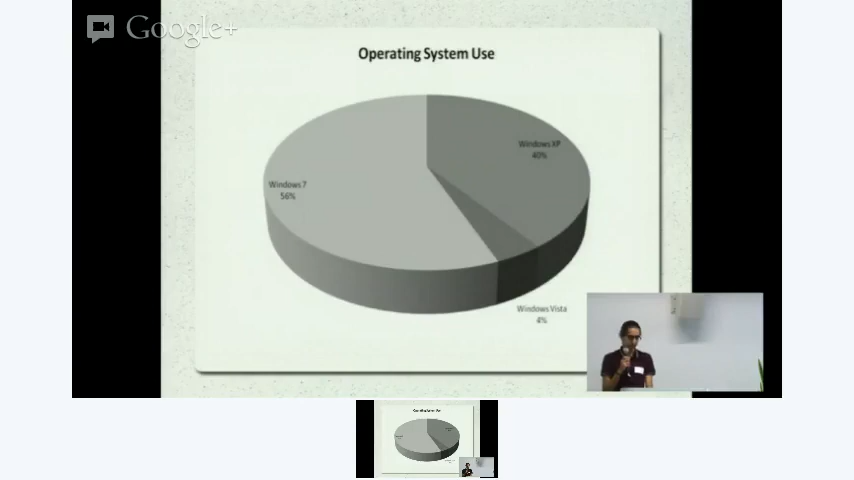 Google+
Operating System Use
Windows XP
40%
Windows 7
56%
Windows Vista
4%